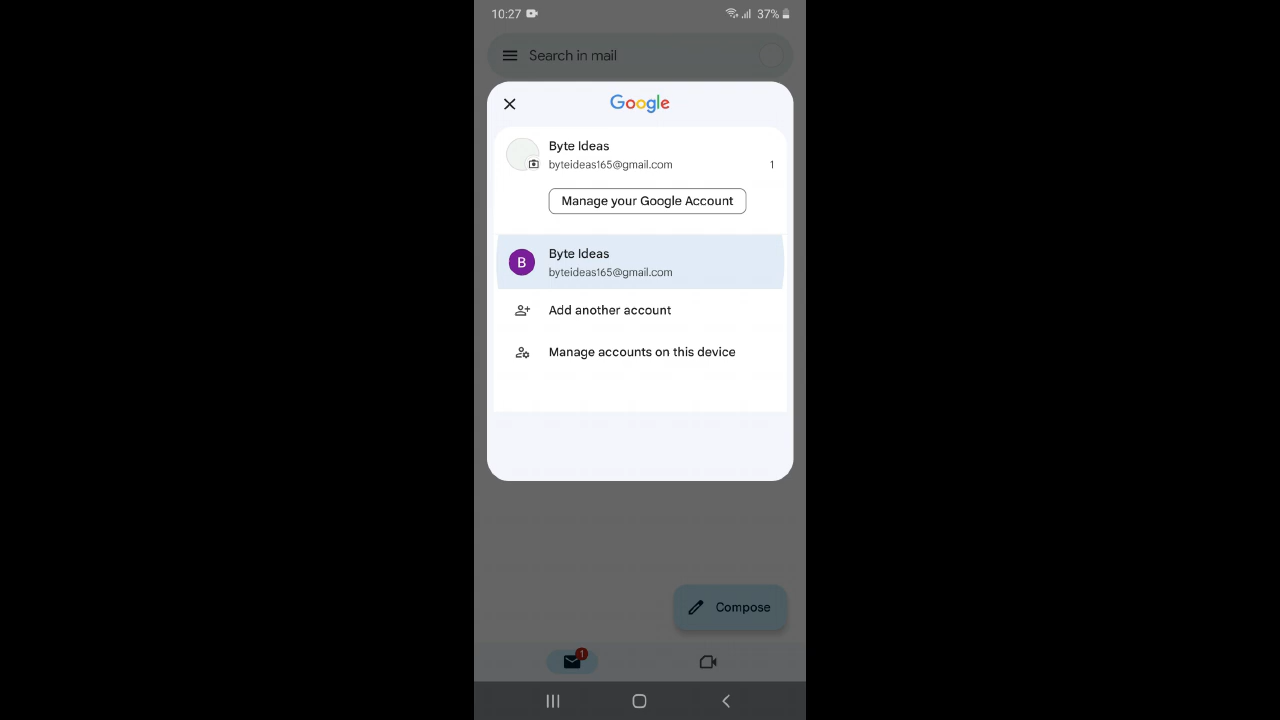 10:27 37%
Search in mail
Google
Byte Ideas
byteideas165@gmail.com 1
Manage your Google Account
B Byte Ideas
byteideas165@gmail.com
Add another account
Manage accounts on this device
Compose
1